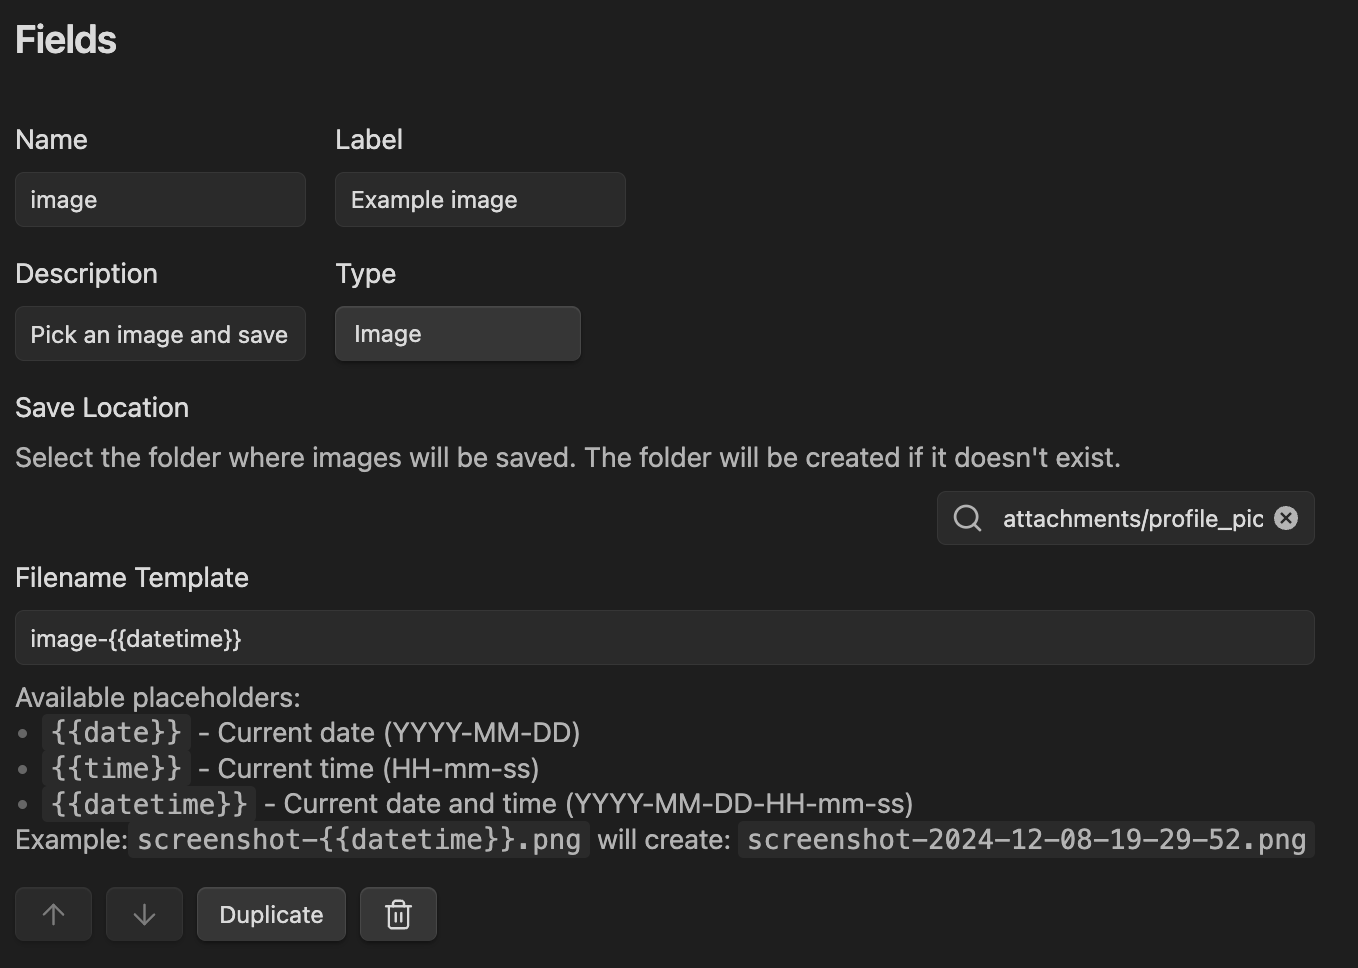 Fields
Name Label
image Example image
Description Type
Pick an image and save Image
Save Location
Select the folder where images will be saved. The folder will be created if it doesn't exist.
attachments/profile_pic
Filename Template
image-{{datetime}}
Available placeholders:
{{date}} - Current date (YYYY-MM-DD)
{{time}} - Current time (HH-mm-ss)
{{datetime}} - Current date and time (YYYY-MM-DD-HH-mm-ss)
Example: screenshot-{{datetime}}.png will create: screenshot-2024-12-08-19-29-52.png
Duplicate